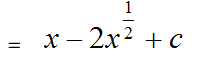 = x − 2x^{1/2} + c